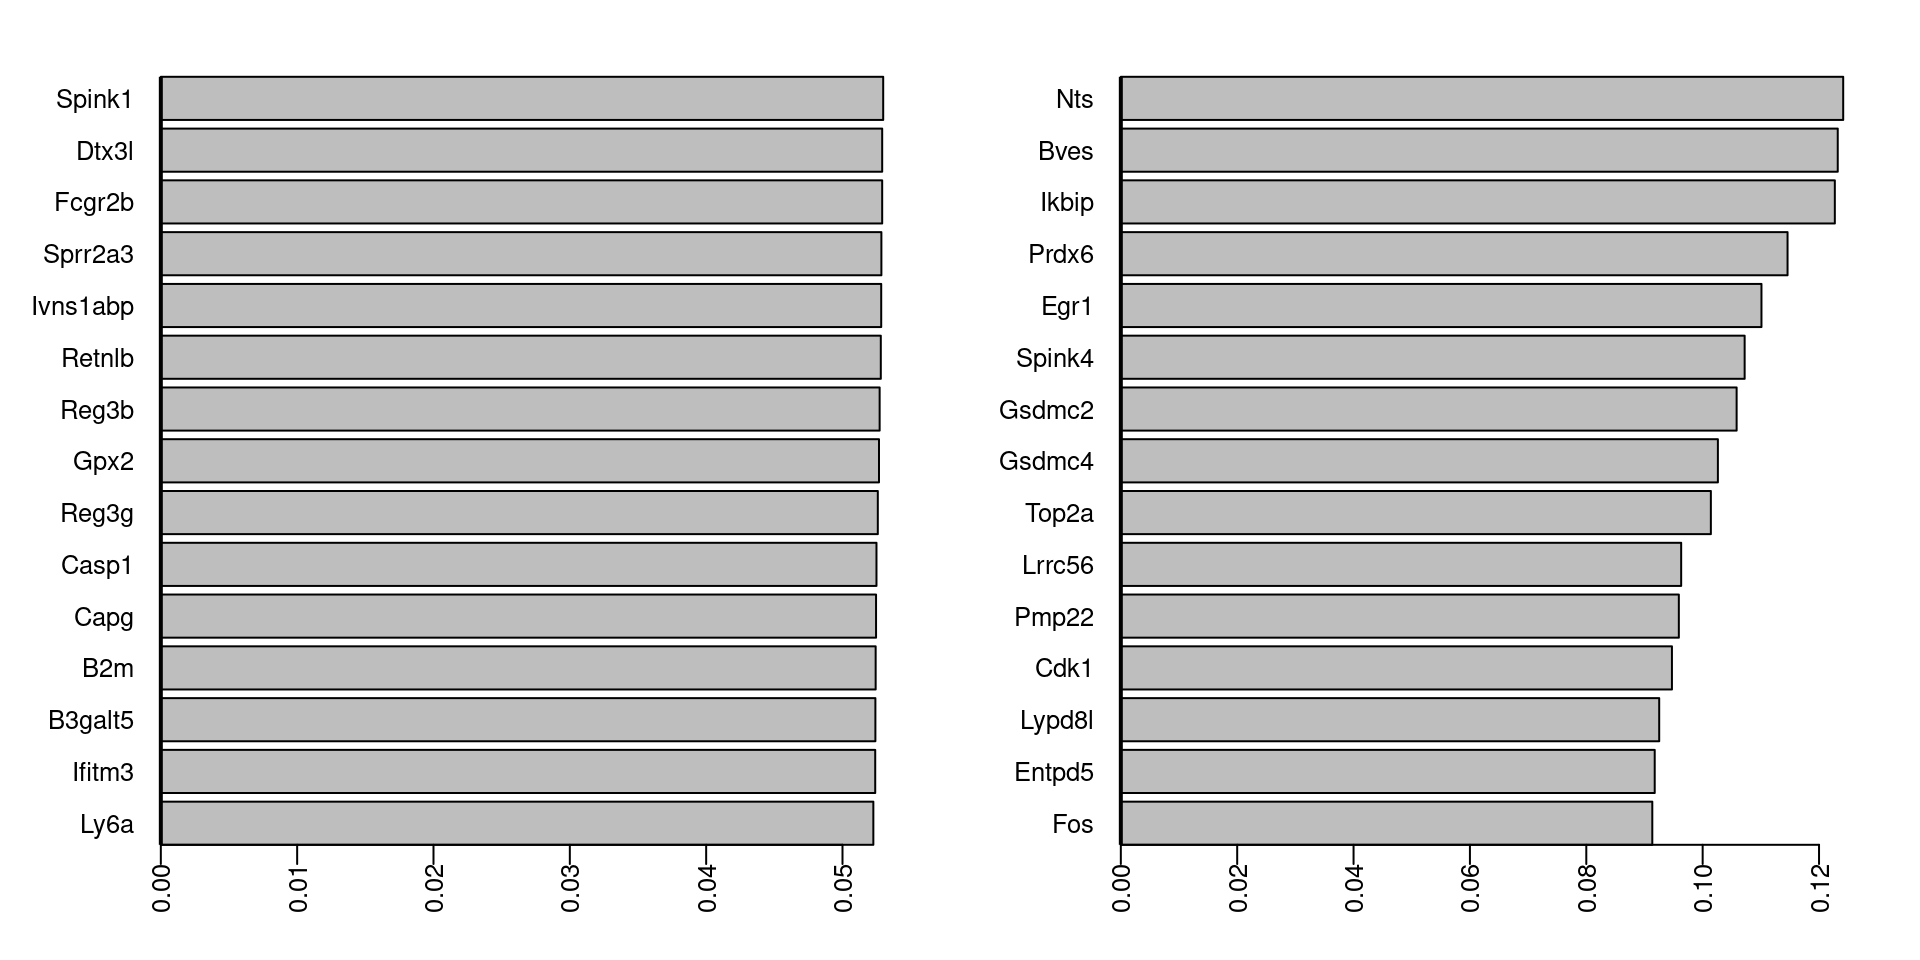 Spink1
Dtx3l
Fcgr2b
Sprr2a3
Ivns1abp
Retnlb
Reg3b
Gpx2
Reg3g
Casp1
Capg
B2m
B3galt5
Ifitm3
Ly6a
0.00 0.01 0.02 0.03 0.04 0.05
Nts
Bves
Ikbip
Prdx6
Egr1
Spink4
Gsdmc2
Gsdmc4
Top2a
Lrrc56
Pmp22
Cdk1
Lypd8l
Entpd5
Fos
0.00 0.02 0.04 0.06 0.08 0.10 0.12